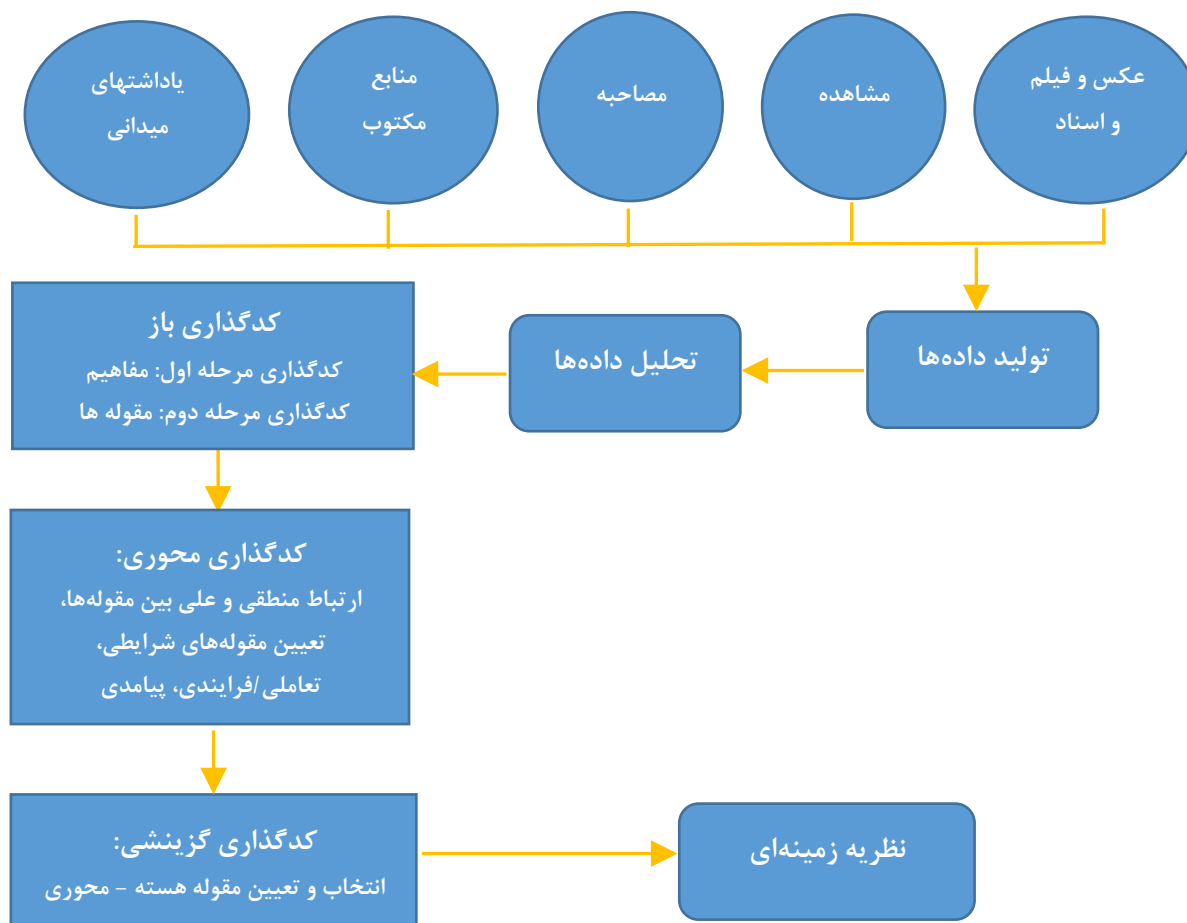 عکس و فیلم
و اسناد
مشاهده
مصاحبه
منابع
مکتوب
یاداشتهای
میدانی
تولید داده‌ها
تحلیل داده‌ها
کدگذاری باز
کدگذاری مرحله اول: مفاهیم
کدگذاری مرحله دوم: مقوله ها
کدگذاری محوری:
ارتباط منطقی و علی بین مقوله‌ها،
تعیین مقوله‌های شرایطی،
تعاملی/فرایندی، پیامدی
کدگذاری گزینشی:
انتخاب و تعیین مقوله هسته – محوری
نظریه زمینه‌ای